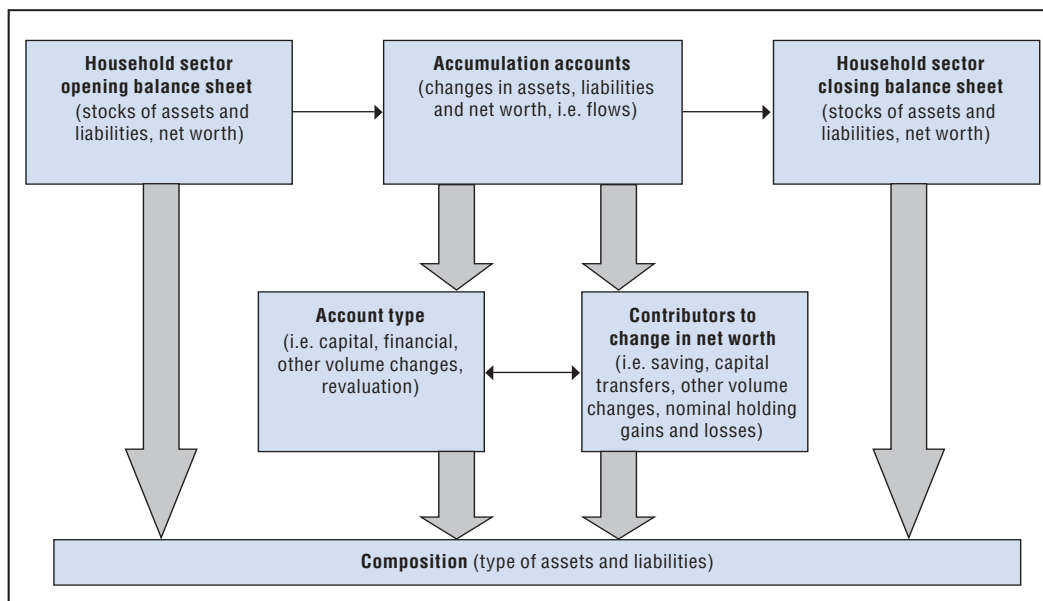 Household sector
opening balance sheet
(stocks of assets and
liabilities, net worth)
Accumulation accounts
(changes in assets, liabilities
and net worth, i.e. flows)
Household sector
closing balance sheet
(stocks of assets and
liabilities, net worth)
Account type
(i.e. capital, financial,
other volume changes,
revaluation)
Contributors to
change in net worth
(i.e. saving, capital
transfers, other volume
changes, nominal holding
gains and losses)
Composition (type of assets and liabilities)